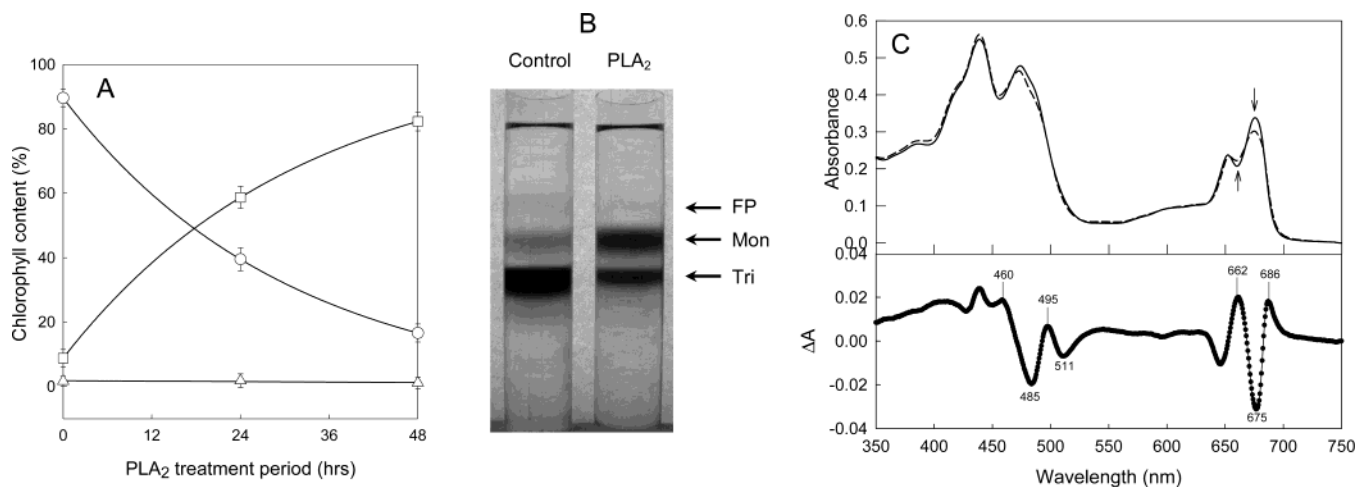 A
Chlorophyll content (%)
100
80
60
40
20
0
0 12 24 36 48
PLA2 treatment period (hrs)
B
Control PLA2
FP
Mon
Tri
C
Absorbance
0.6
0.5
0.4
0.3
0.2
0.1
0.0
0.04
0.02
0.00
-0.02
-0.04
ΔA
460
485
495
511
662
675
686
350 400 450 500 550 600 650 700 750
Wavelength (nm)